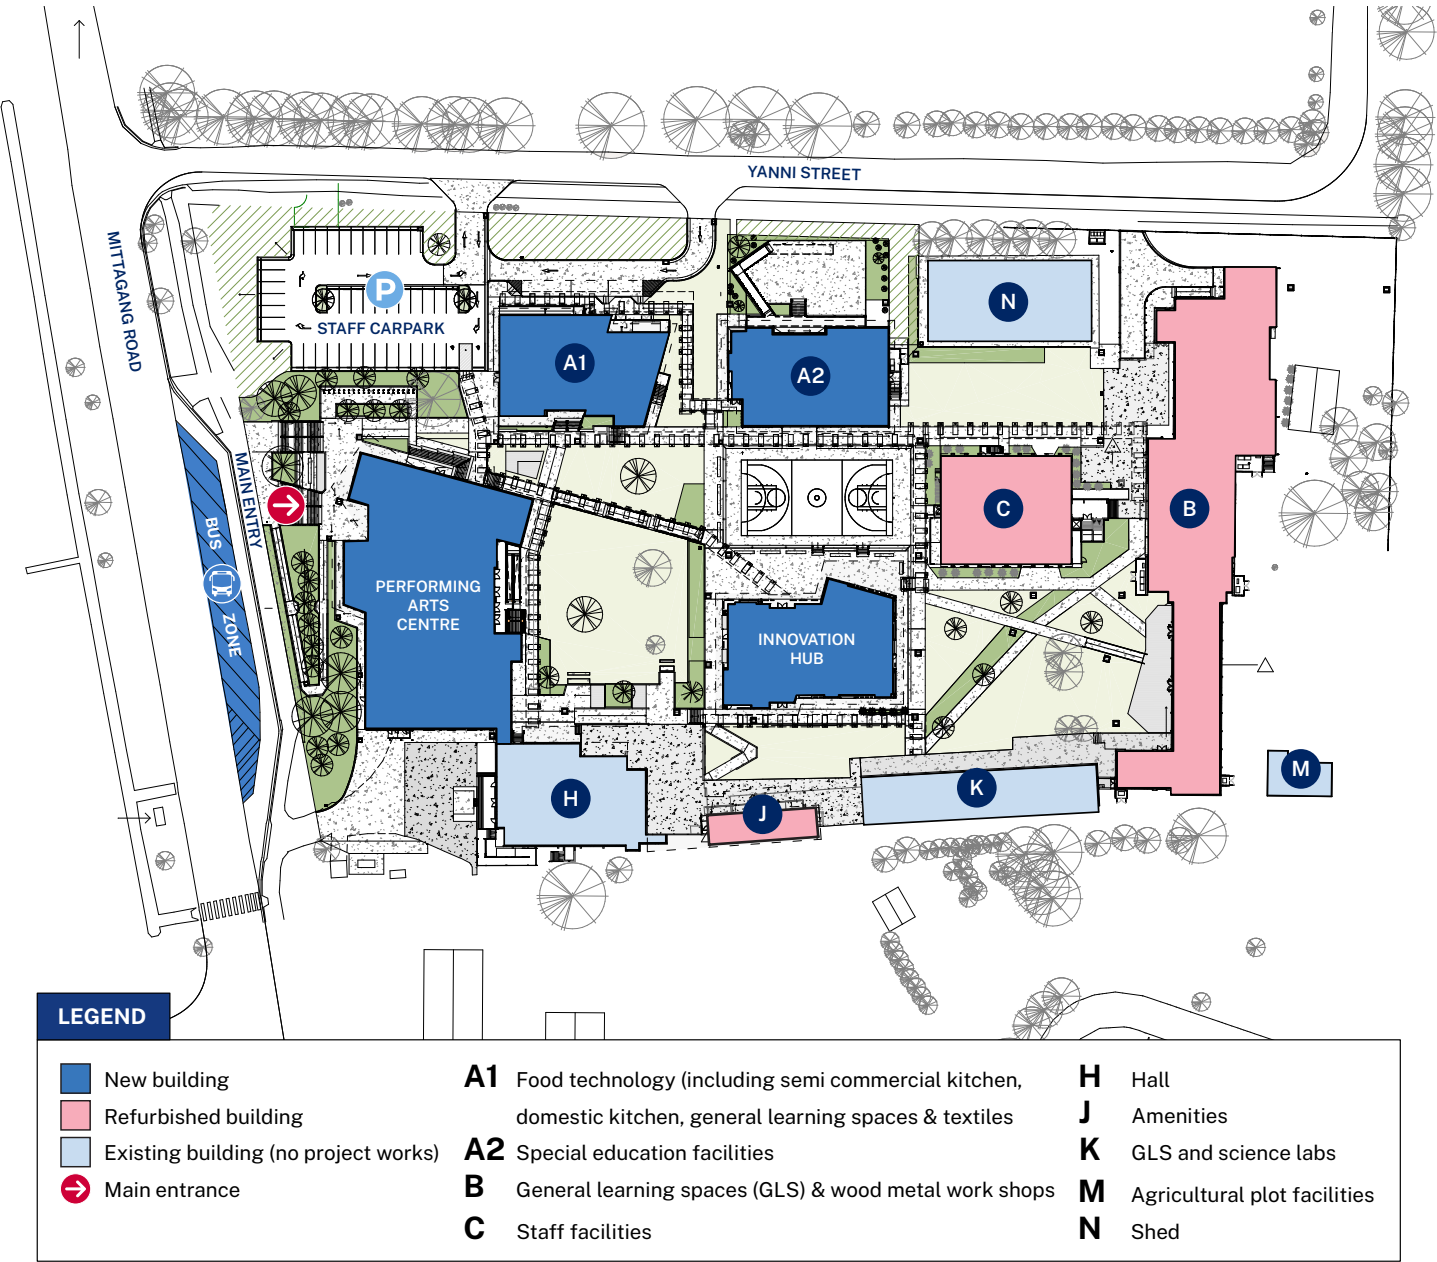 YANNI STREET
MITTAGANG ROAD
P
STAFF CARPARK
N
A1
A2
MAIN ENTRY
BUS ZONE
C
B
PERFORMING
ARTS
CENTRE
INNOVATION
HUB
H
J
K
M
LEGEND
New building
Refurbished building
Existing building (no project works)
Main entrance
A1 Food technology (including semi commercial kitchen,
domestic kitchen, general learning spaces & textiles
A2 Special education facilities
B General learning spaces (GLS) & wood metal work shops
C Staff facilities
H Hall
J Amenities
K GLS and science labs
M Agricultural plot facilities
N Shed